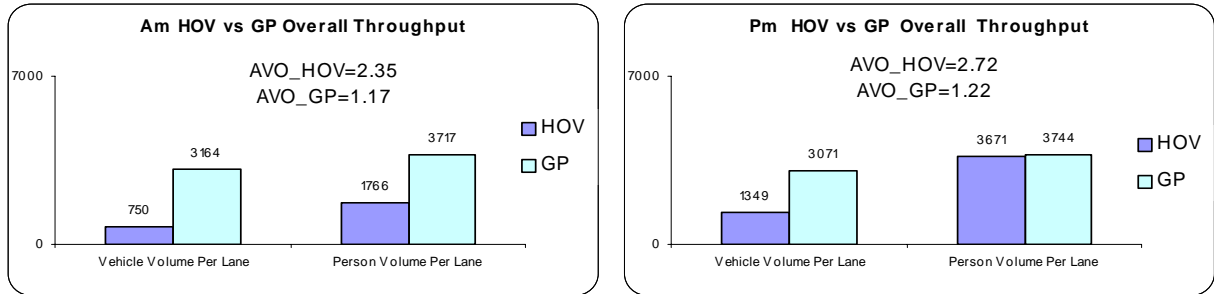 Am HOV vs GP Overall Throughput
AVO_HOV=2.35
AVO_GP=1.17
7000
0
750
3164
1766
3717
Vehicle Volume Per Lane
Person Volume Per Lane
HOV
GP
Pm HOV vs GP Overall Throughput
AVO_HOV=2.72
AVO_GP=1.22
7000
0
1349
3071
3671
3744
Vehicle Volume Per Lane
Person Volume Per Lane
HOV
GP